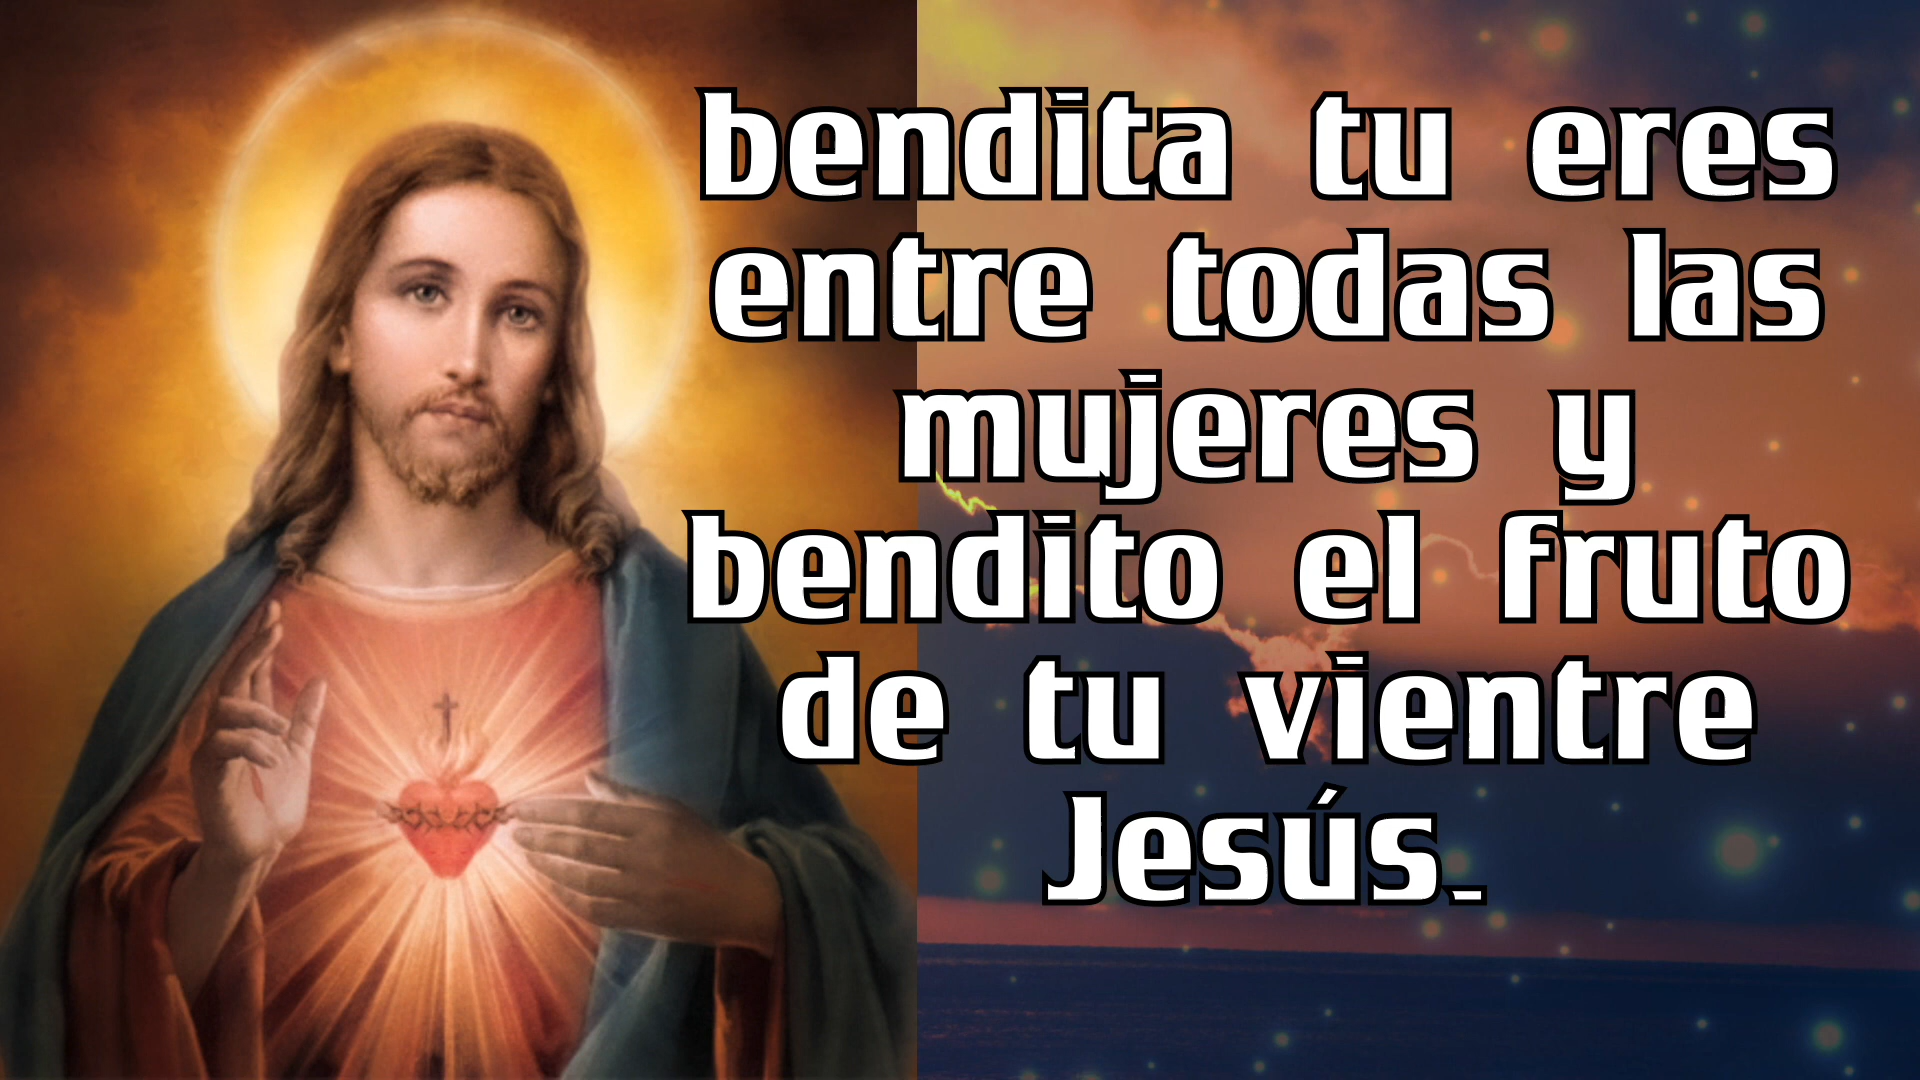 bendita tu eres
entre todas las
mujeres y
bendito el fruto
de tu vientre
Jesús.